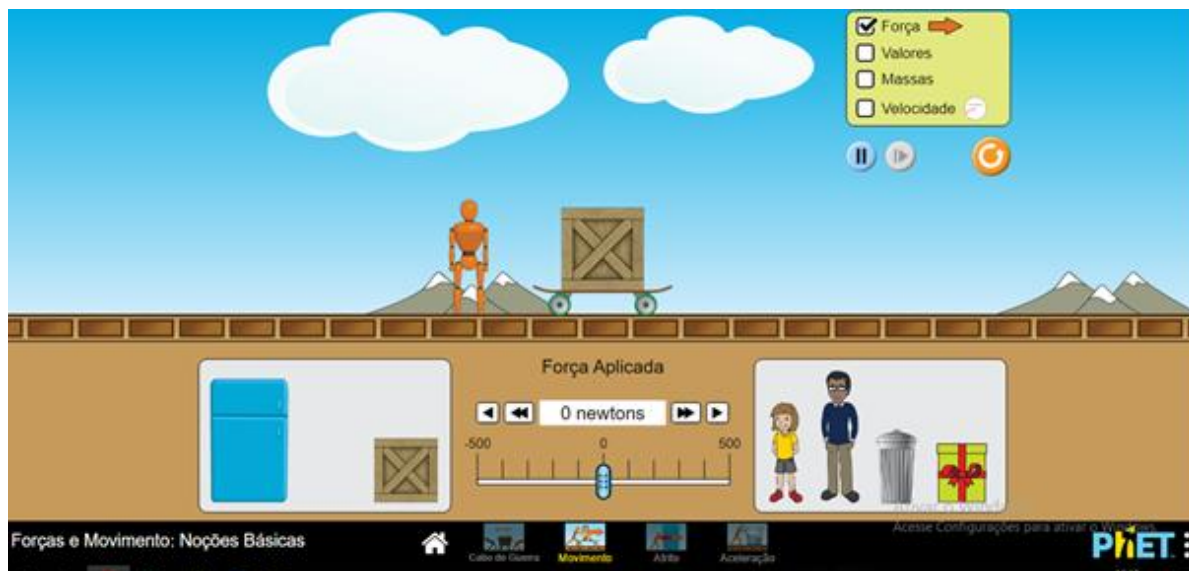 Força
Valores
Massas
Velocidade
Força Aplicada
0 newtons
-500 0 500
Acesse Configurações para ativar o Windows.
Forças e Movimento: Noções Básicas
Cabo de Guerra Movimento Atrito Aceleração
PhET